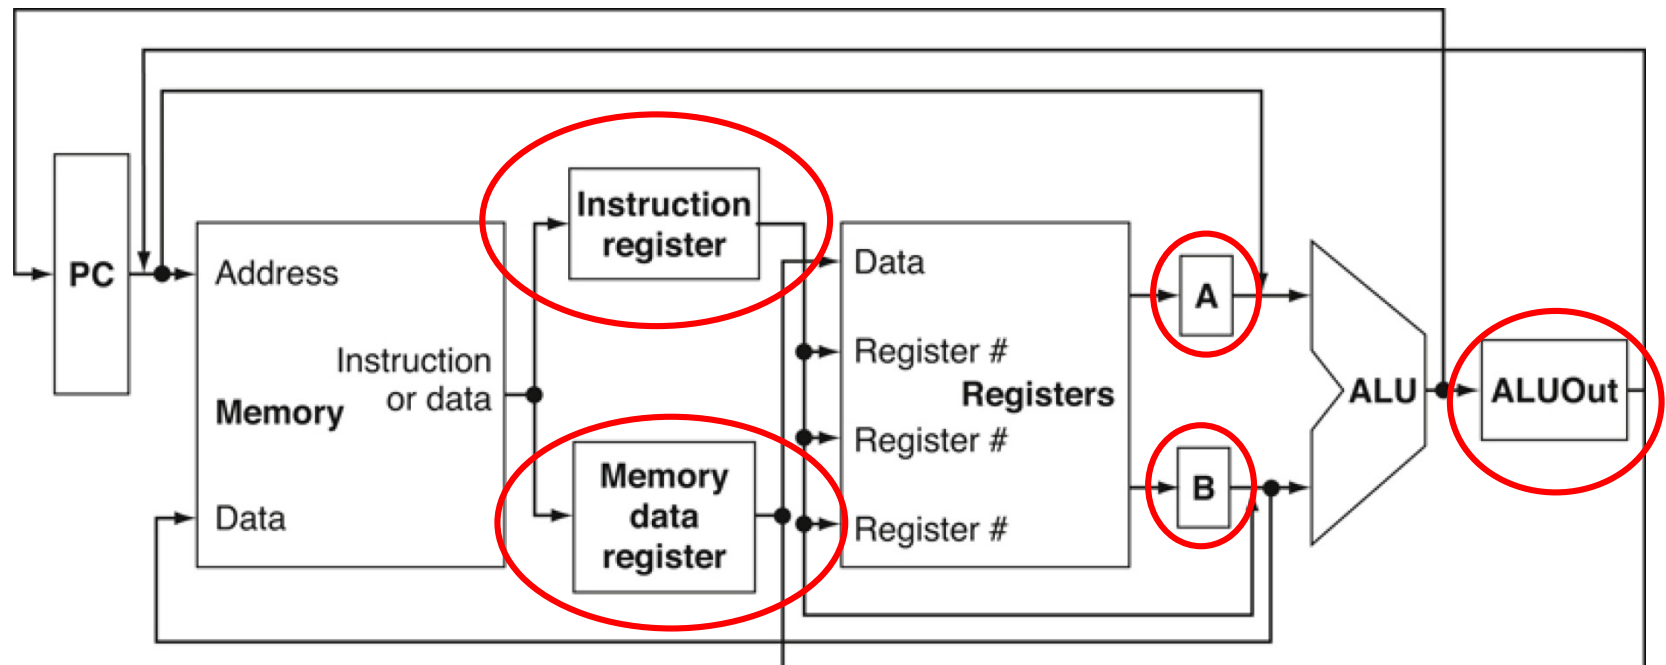 PC
Address
Instruction
or data
Memory
Data
Instruction
register
Memory
data
register
Data
Register #
Registers
Register #
Register #
A
B
ALU
ALUOut